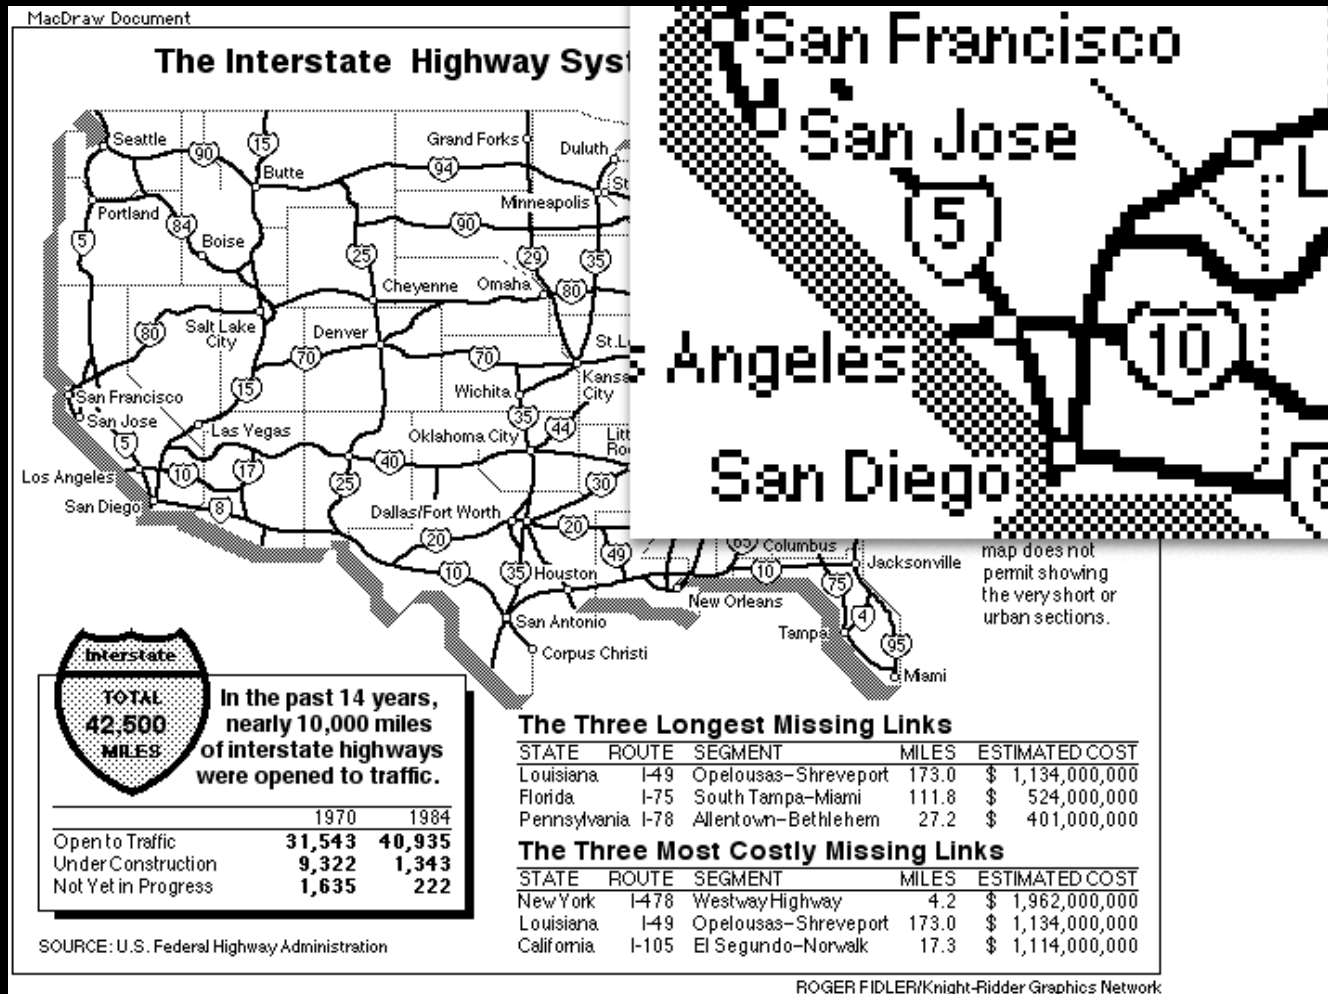 MacDraw Document
The Interstate Highway Syst
Seattle
90
15
Butte
Grand Forks
Duluth
94
St
Minneapolis
Portland
84
90
5
Boise
25
29
35
Cheyenne
Omaha
80
80
Salt Lake
City
Denver
70
70
St.L
15
Wichita
Kansa
City
San Francisco
San Jose
35
44
5
Las Vegas
Oklahoma City
Litt
Ro
Los Angeles
10
17
40
25
30
San Diego
8
Dallas/Fort Worth
20
20
49
65
Columbus
10
35
Houston
10
75
Jacksonville
New Orleans
4
San Antonio
Tampa
95
Corpus Christi
Miami
San Francisco
San Jose
L
5
10
s Angeles
San Diego
8
map does not
permit showing
the very short or
urban sections.
Interstate
TOTAL
42,500
MILES
In the past 14 years,
nearly 10,000 miles
of interstate highways
were opened to traffic.
1970 1984
Open to Traffic 31,543 40,935
Under Construction 9,322 1,343
Not Yet in Progress 1,635 222
SOURCE: U.S. Federal Highway Administration
The Three Longest Missing Links
STATE ROUTE SEGMENT MILES ESTIMATED COST
Louisiana I-49 Opelousas-Shreveport 173.0 $ 1,134,000,000
Florida I-75 South Tampa-Miami 111.8 $ 524,000,000
Pennsylvania I-78 Allentown-Bethlehem 27.2 $ 401,000,000
The Three Most Costly Missing Links
STATE ROUTE SEGMENT MILES ESTIMATED COST
New York I-478 Westway Highway 4.2 $ 1,962,000,000
Louisiana I-49 Opelousas-Shreveport 173.0 $ 1,134,000,000
California I-105 El Segundo-Norwalk 17.3 $ 1,114,000,000
ROGER FIDLER/Knight-Ridder Graphics Network